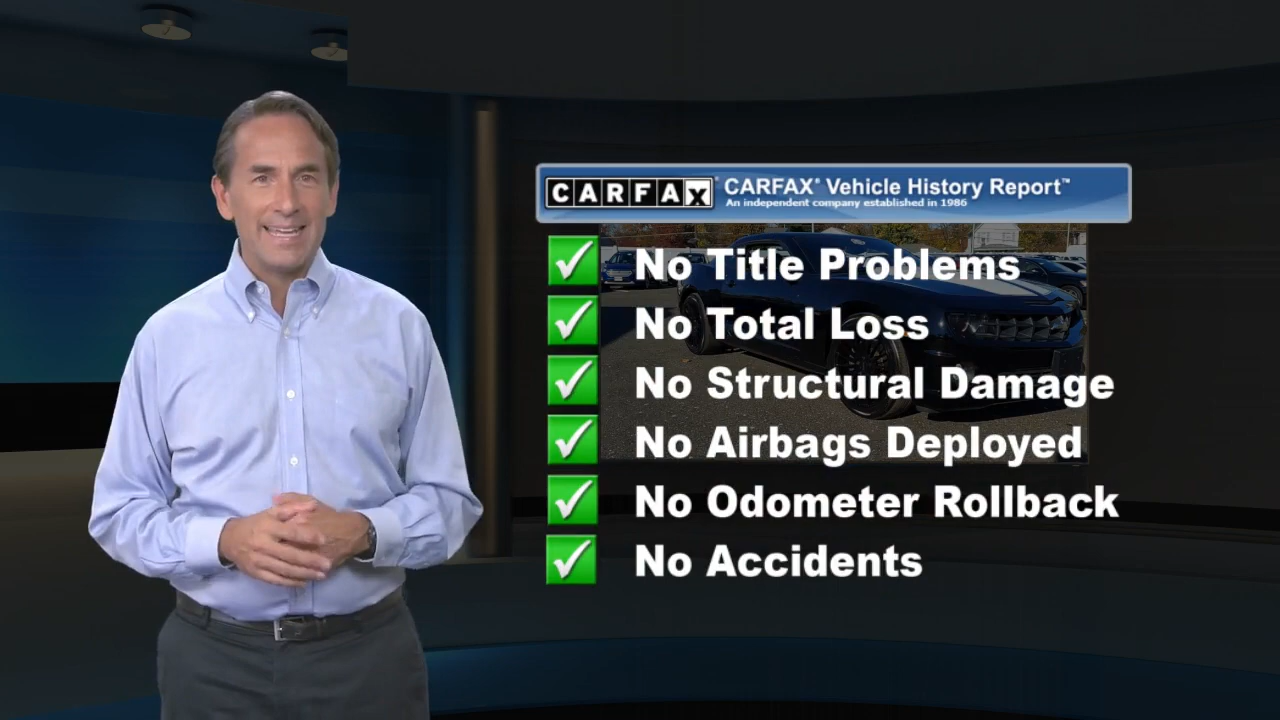 CARFAX® CARFAX® Vehicle History Report™
An independent company established in 1986
No Title Problems
No Total Loss
No Structural Damage
No Airbags Deployed
No Odometer Rollback
No Accidents